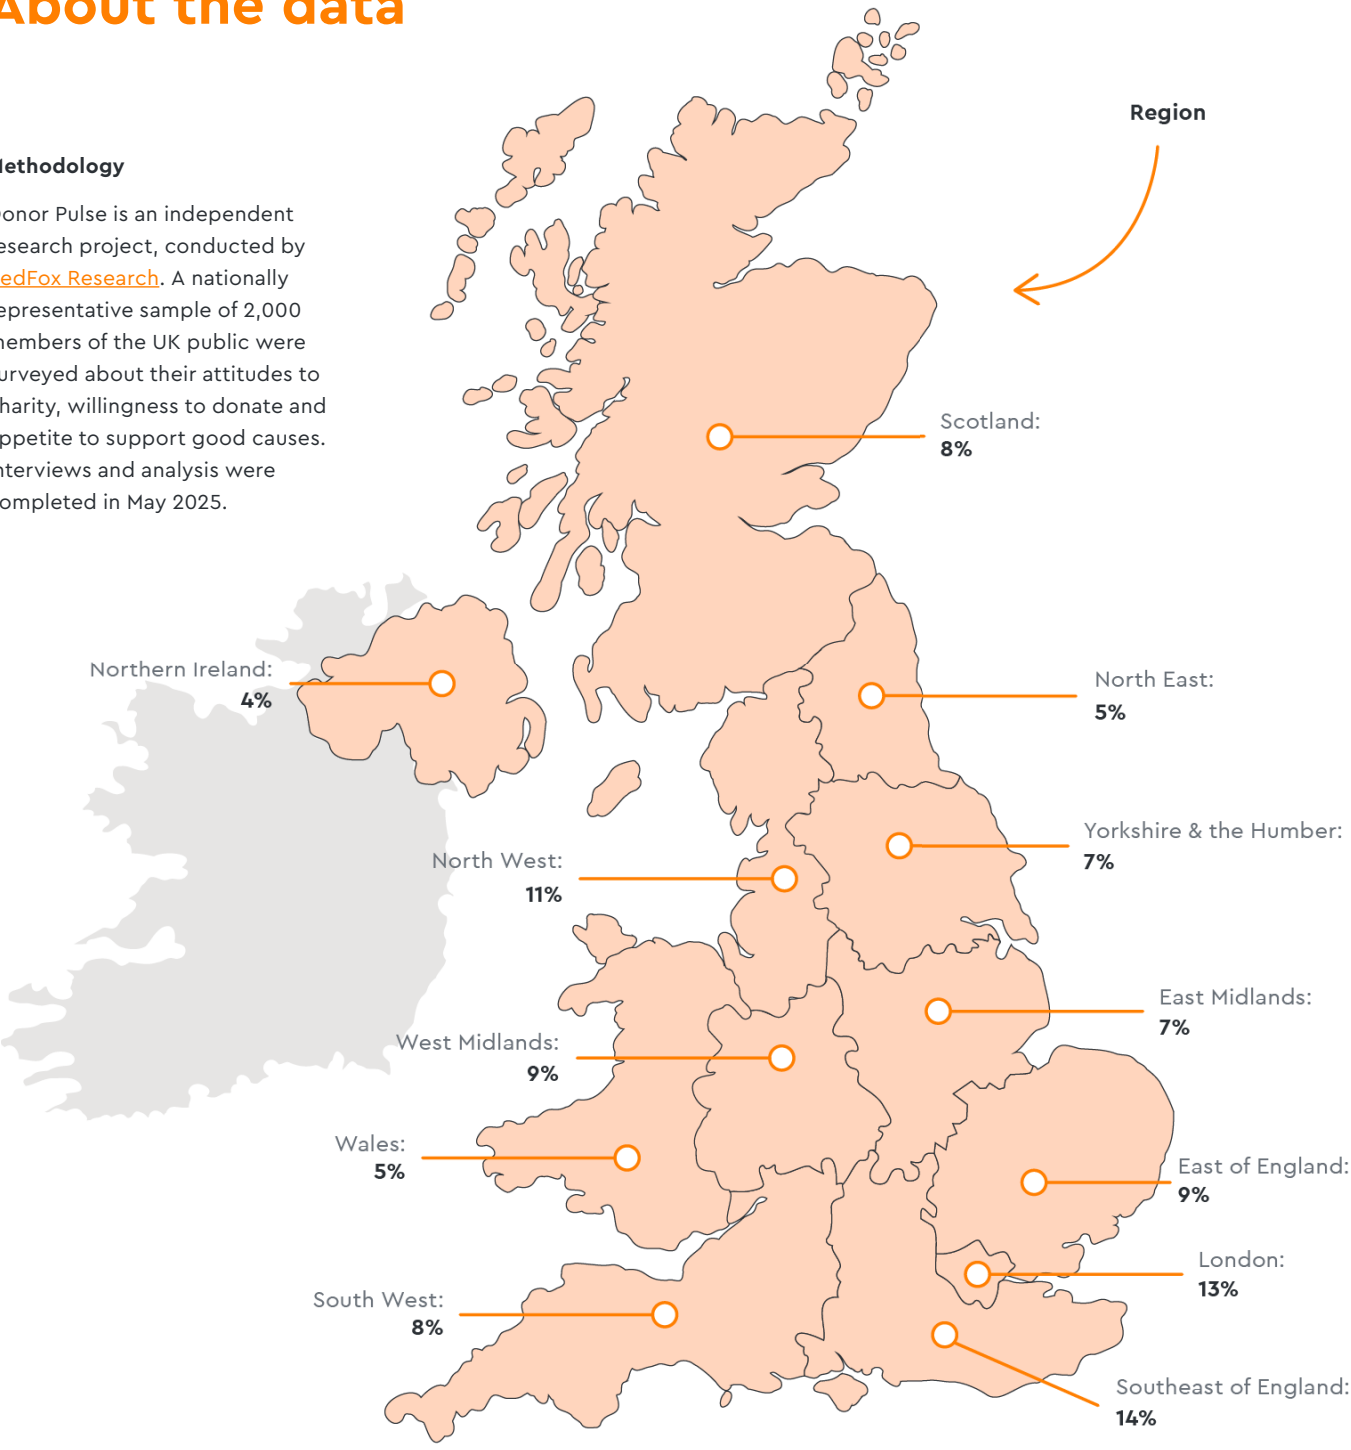 About the data
ethodology
onor Pulse is an independent
esearch project, conducted by
edFox Research. A nationally
epresentative sample of 2,000
embers of the UK public were
urveyed about their attitudes to
harity, willingness to donate and
ppetite to support good causes.
nterviews and analysis were
ompleted in May 2025.
Region
Scotland:
8%
Northern Ireland:
4%
North East:
5%
Yorkshire & the Humber:
7%
North West:
11%
East Midlands:
7%
West Midlands:
9%
Wales:
5%
East of England:
9%
London:
13%
South West:
8%
Southeast of England:
14%